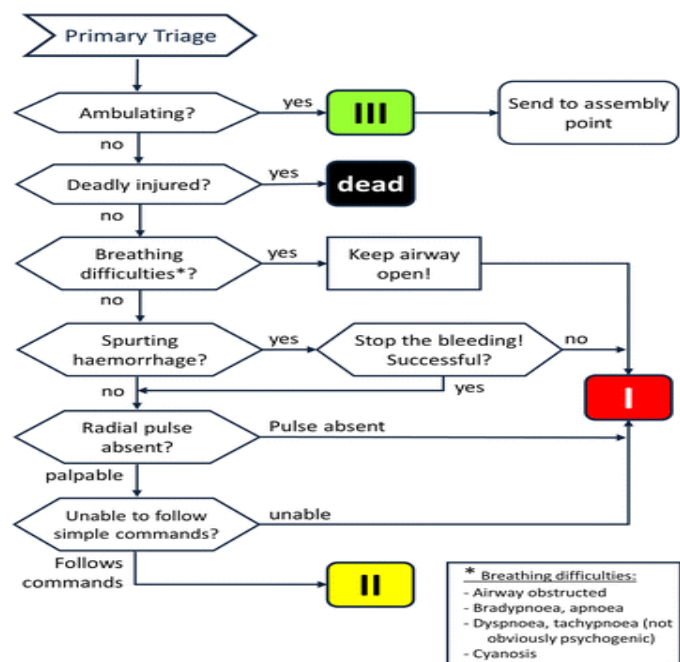 Primary Triage
Ambulating?
yes
III
Send to assembly
point
no
Deadly injured?
yes
dead
no
Breathing
difficulties*?
yes
Keep airway
open!
no
Spurting
haemorrhage?
yes
Stop the bleeding!
Successful?
no
yes
no
I
Radial pulse
absent?
Pulse absent
palpable
Unable to follow
simple commands?
unable
Follows
commands
II
* Breathing difficulties:
- Airway obstructed
- Bradypnoea, apnoea
- Dyspnoea, tachypnoea (not
obviously psychogenic)
- Cyanosis